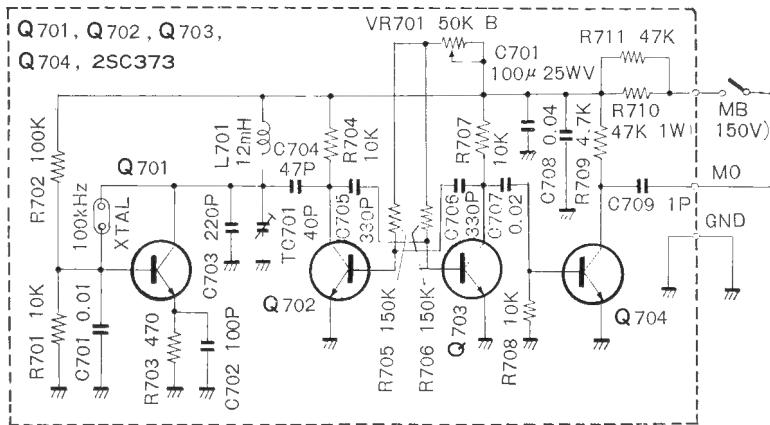 Q701, Q702, Q703,
Q704, 2SC373
VR701 50K B
C701
100μ 25WV
R711 47K
R710
47K 1W
MB
150V)
R702 100K
Q701
100kHz
XTAL
L701
12mH
C704
47P
R704
10K
R707
10K
C708 0.04
R709 4.7K
MO
C709 1P
GND
C703 220P
TC701
40P
C705
330P
C706
330P
C707
0.02
Q702
Q703
Q704
R701 10K
C701 0.01
R703 470
C702 100P
R705 150K
R706 150K
R708 10K